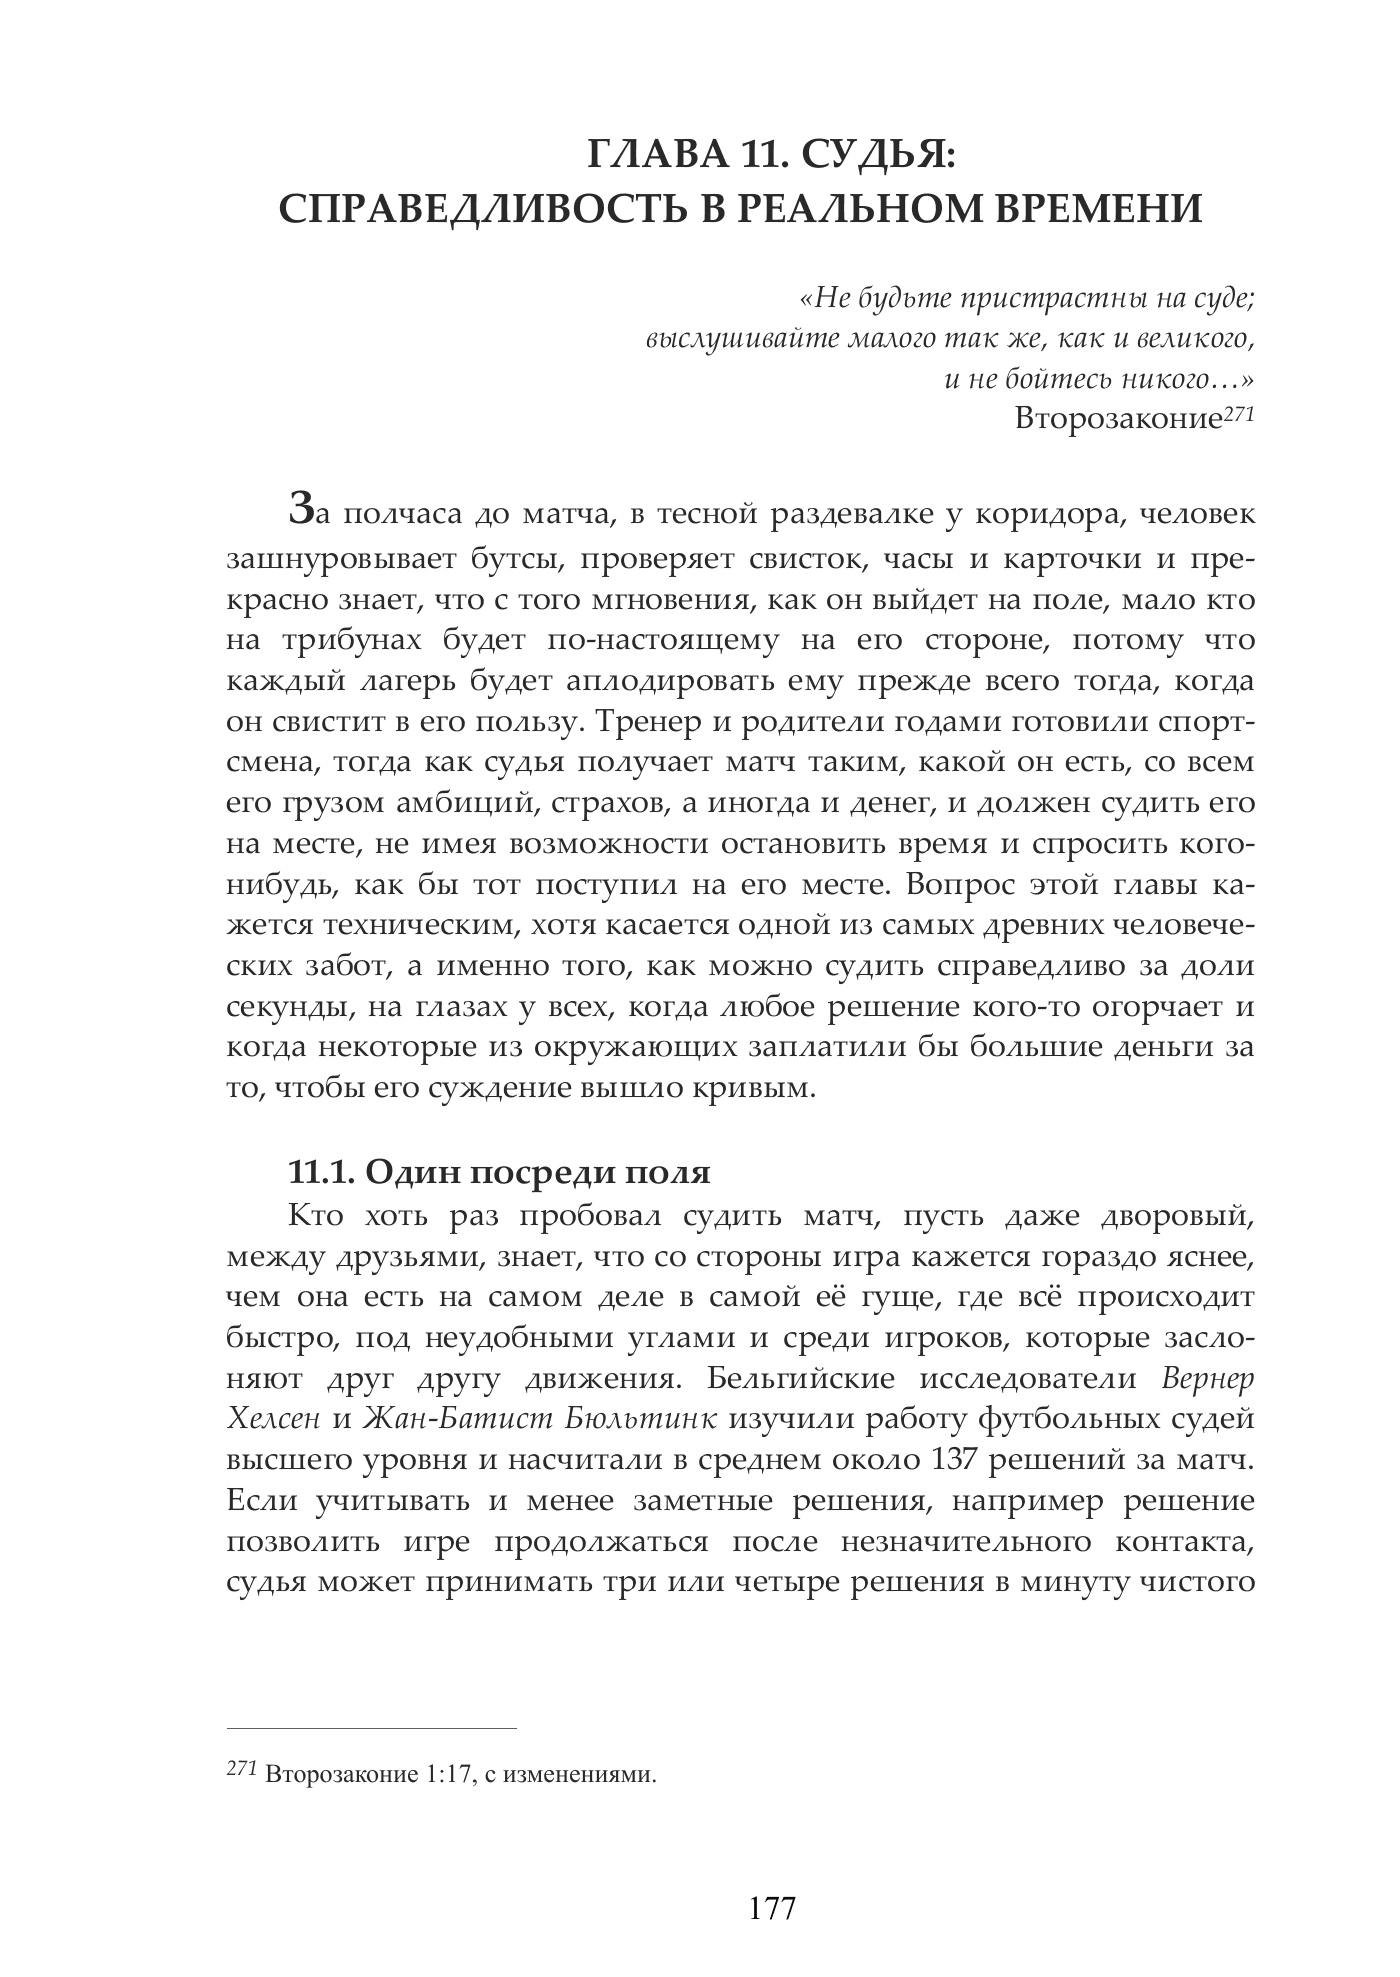 ГЛАВА 11. СУДЬЯ:
СПРАВЕДЛИВОСТЬ В РЕАЛЬНОМ ВРЕМЕНИ
«Не будьте пристрастны на суде;
выслушивайте малого так же, как и великого,
и не бойтесь никого…»
Второзаконие271
За полчаса до матча, в тесной раздевалке у коридора, человек
зашнуровывает бутсы, проверяет свисток, часы и карточки и пре-
красно знает, что с того мгновения, как он выйдет на поле, мало кто
на трибунах будет по-настоящему на его стороне, потому что
каждый лагерь будет аплодировать ему прежде всего тогда, когда
он свистит в его пользу. Тренер и родители годами готовили спорт-
смена, тогда как судья получает матч таким, какой он есть, со всем
его грузом амбиций, страхов, а иногда и денег, и должен судить его
на месте, не имея возможности остановить время и спросить кого-
нибудь, как бы тот поступил на его месте. Вопрос этой главы ка-
жется техническим, хотя касается одной из самых древних человече-
ских забот, а именно того, как можно судить справедливо за доли
секунды, на глазах у всех, когда любое решение кого-то огорчает и
когда некоторые из окружающих заплатили бы большие деньги за
то, чтобы его суждение вышло кривым.
11.1. Один посреди поля
Кто хоть раз пробовал судить матч, пусть даже дворовый,
между друзьями, знает, что со стороны игра кажется гораздо яснее,
чем она есть на самом деле в самой её гуще, где всё происходит
быстро, под неудобными углами и среди игроков, которые засло-
няют друг другу движения. Бельгийские исследователи Вернер
Хелсен и Жан-Батист Бюльтинк изучили работу футбольных судей
высшего уровня и насчитали в среднем около 137 решений за матч.
Если учитывать и менее заметные решения, например решение
позволить игре продолжаться после незначительного контакта,
судья может принимать три или четыре решения в минуту чистого
271 Второзаконие 1:17, с изменениями.
177